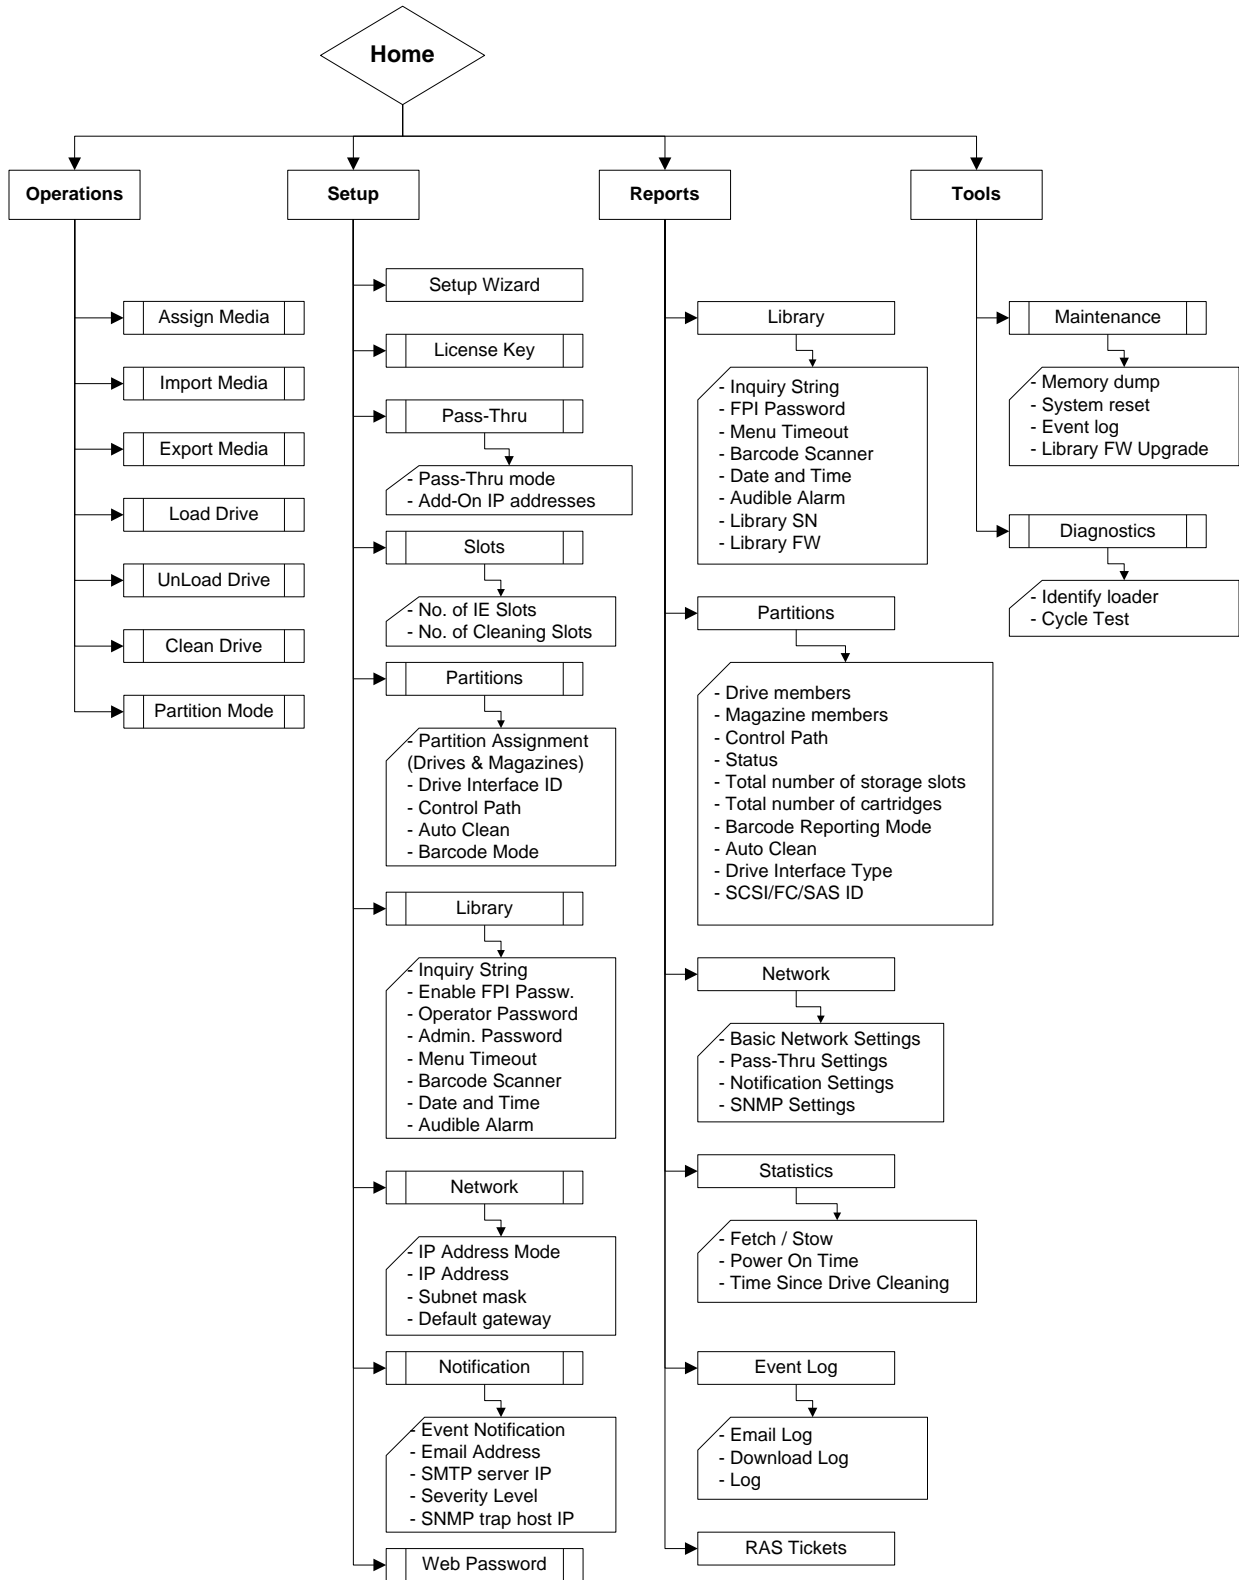 Home
Operations
Assign Media
Import Media
Export Media
Load Drive
UnLoad Drive
Clean Drive
Partition Mode
Setup
Setup Wizard
License Key
Pass-Thru
- Pass-Thru mode
- Add-On IP addresses
Slots
- No. of IE Slots
- No. of Cleaning Slots
Partitions
- Partition Assignment
(Drives & Magazines)
- Drive Interface ID
- Control Path
- Auto Clean
- Barcode Mode
Library
- Inquiry String
- Enable FPI Passw.
- Operator Password
- Admin. Password
- Menu Timeout
- Barcode Scanner
- Date and Time
- Audible Alarm
Network
- IP Address Mode
- IP Address
- Subnet mask
- Default gateway
Notification
- Event Notification
- Email Address
- SMTP server IP
- Severity Level
- SNMP trap host IP
Web Password
Reports
Library
- Inquiry String
- FPI Password
- Menu Timeout
- Barcode Scanner
- Date and Time
- Audible Alarm
- Library SN
- Library FW
Partitions
- Drive members
- Magazine members
- Control Path
- Status
- Total number of storage slots
- Total number of cartridges
- Barcode Reporting Mode
- Auto Clean
- Drive Interface Type
- SCSI/FC/SAS ID
Network
- Basic Network Settings
- Pass-Thru Settings
- Notification Settings
- SNMP Settings
Statistics
- Fetch / Stow
- Power On Time
- Time Since Drive Cleaning
Event Log
- Email Log
- Download Log
- Log
RAS Tickets
Tools
Maintenance
- Memory dump
- System reset
- Event log
- Library FW Upgrade
Diagnostics
- Identify loader
- Cycle Test